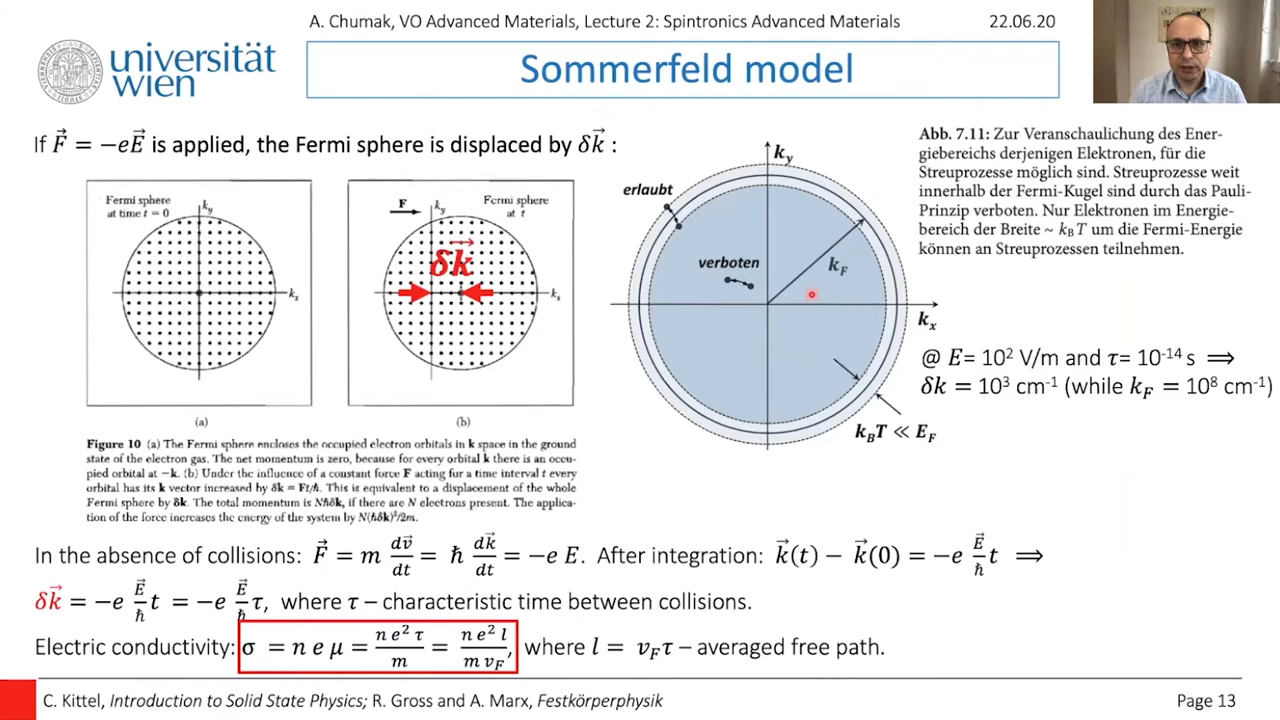 A. Chumak, VO Advanced Materials, Lecture 2: Spintronics Advanced Materials 22.06.20
universität
wien
Sommerfeld model
If F⃗ = −eE⃗ is applied, the Fermi sphere is displaced by δk⃗ :
Fermi sphere
at time t = 0
k_y
k_x
(a)
F
k_y
Fermi sphere
at t
δk⃗
k_x
(b)
Figure 10 (a) The Fermi sphere encloses the occupied electron orbitals in k space in the ground
state of the electron gas. The net momentum is zero, because for every orbital k there is an occu-
pied orbital at −k. (b) Under the influence of a constant force F acting for a time interval t every
orbital has its k vector increased by δk = Ft/ħ. This is equivalent to a displacement of the whole
Fermi sphere by δk. The total momentum is Nħδk, if there are N electrons present. The applica-
tion of the force increases the energy of the system by N(ħδk)²/2m.
k_y
erlaubt
verboten
k_F
k_x
k_BT ≪ E_F
Abb. 7.11: Zur Veranschaulichung des Ener-
giebereichs derjenigen Elektronen, für die
Streuprozesse möglich sind. Streuprozesse weit
innerhalb der Fermi-Kugel sind durch das Pauli-
Prinzip verboten. Nur Elektronen im Energie-
bereich der Breite ~ k_BT um die Fermi-Energie
können an Streuprozessen teilnehmen.
@ E= 10² V/m and τ= 10⁻¹⁴ s ⟹
δk = 10³ cm⁻¹ (while k_F = 10⁸ cm⁻¹)
In the absence of collisions: F⃗ = m dv⃗/dt = ħ dk⃗/dt = −e E. After integration: k⃗(t) − k⃗(0) = −e E⃗/ħ t ⟹
δk⃗ = −e E⃗/ħ t = −e E⃗/ħ τ, where τ – characteristic time between collisions.
Electric conductivity: σ = n e μ = n e² τ/m = n e² l/m v_F, where l = v_Fτ – averaged free path.
C. Kittel, Introduction to Solid State Physics; R. Gross and A. Marx, Festkörperphysik
Page 13